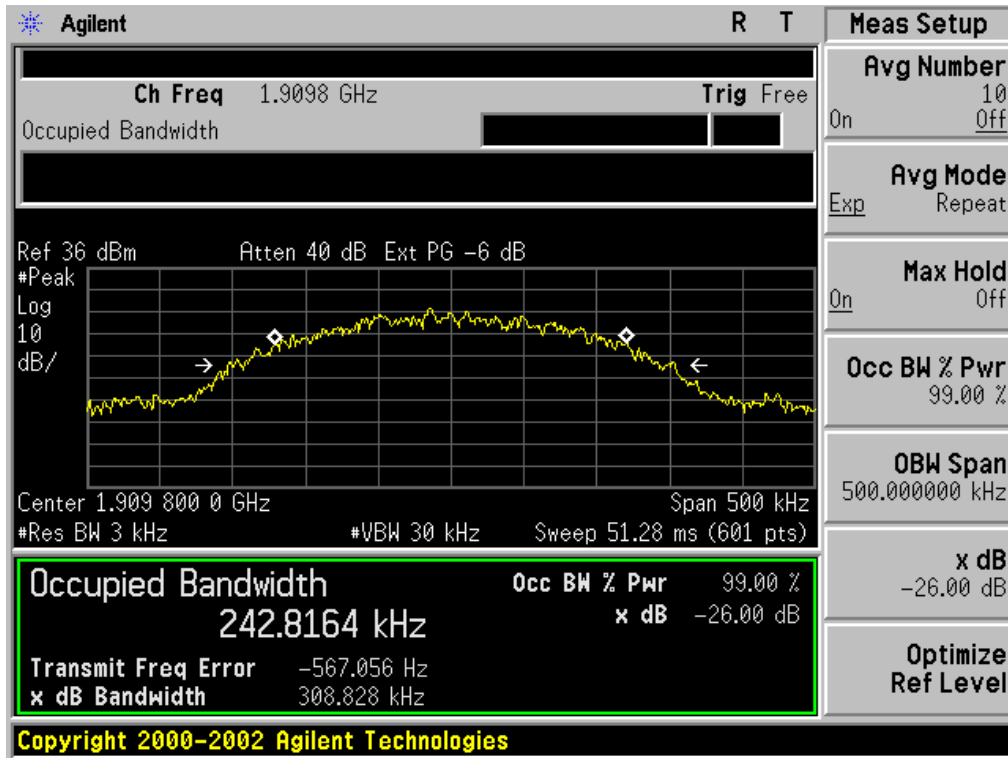 Agilent R T
Ch Freq 1.9098 GHz Trig Free
Occupied Bandwidth
Ref 36 dBm Atten 40 dB Ext PG -6 dB
#Peak
Log
10
dB/
Center 1.909 800 0 GHz Span 500 kHz
#Res BW 3 kHz #VBW 30 kHz Sweep 51.28 ms (601 pts)
Occupied Bandwidth Occ BW % Pwr 99.00 %
242.8164 kHz x dB -26.00 dB
Transmit Freq Error -567.056 Hz
x dB Bandwidth 308.828 kHz
Copyright 2000-2002 Agilent Technologies
Meas Setup
Avg Number
10
On Off
Avg Mode
Exp Repeat
Max Hold
On Off
Occ BW % Pwr
99.00 %
OBW Span
500.000000 kHz
x dB
-26.00 dB
Optimize
Ref Level